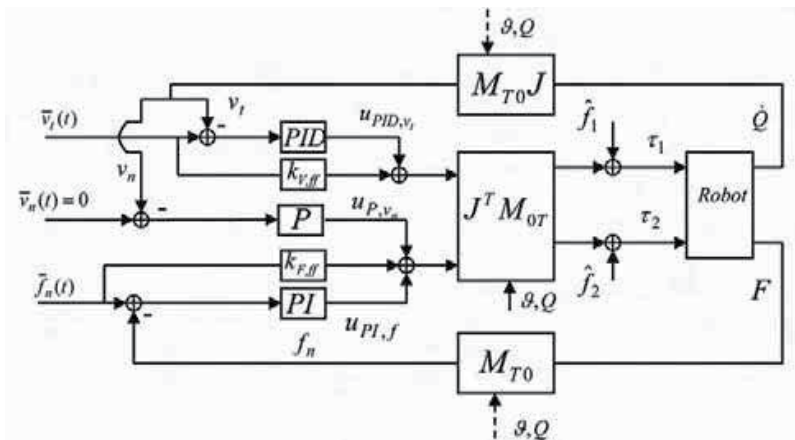 ϑ,Q
M_{T0}J
v̄_t(t)
v_t
-
u_{PID,v_t}
f̂_1
Q̇
PID
τ_1
v_n
k_{V,ff}
J^T M_{0T}
Robot
v̄_n(t)=0
-
P
u_{P,v_n}
τ_2
k_{F,ff}
f̄_n(t)
-
PI
ϑ,Q
f̂_2
F
f_n
u_{PI,f}
M_{T0}
ϑ,Q